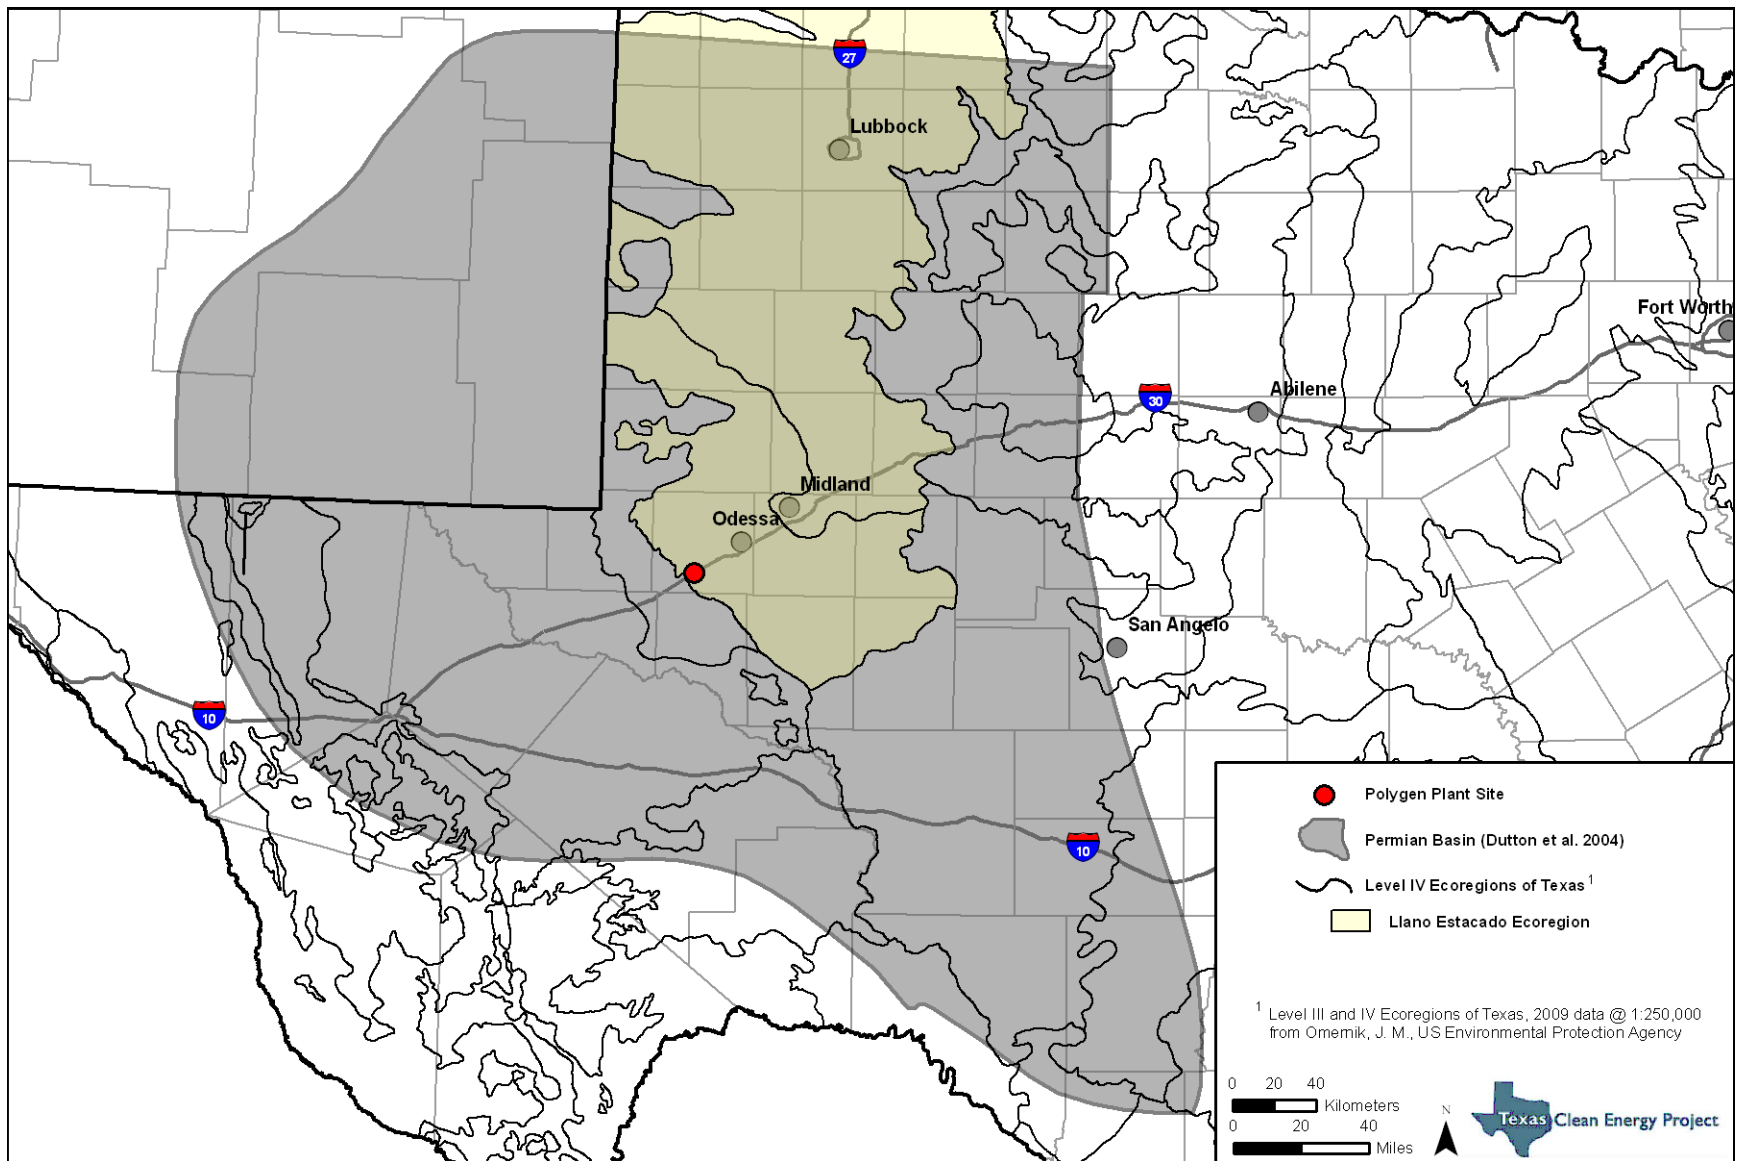 27
Lubbock
Fort Worth
30
Abilene
Midland
Odessa
San Angelo
10
10
Polygen Plant Site
Permian Basin (Dutton et al. 2004)
Level IV Ecoregions of Texas 1
Llano Estacado Ecoregion
1 Level III and IV Ecoregions of Texas, 2009 data @ 1:250,000
from Omernik, J. M., US Environmental Protection Agency
0 20 40
Kilometers
0 20 40
Miles
N
Texas Clean Energy Project